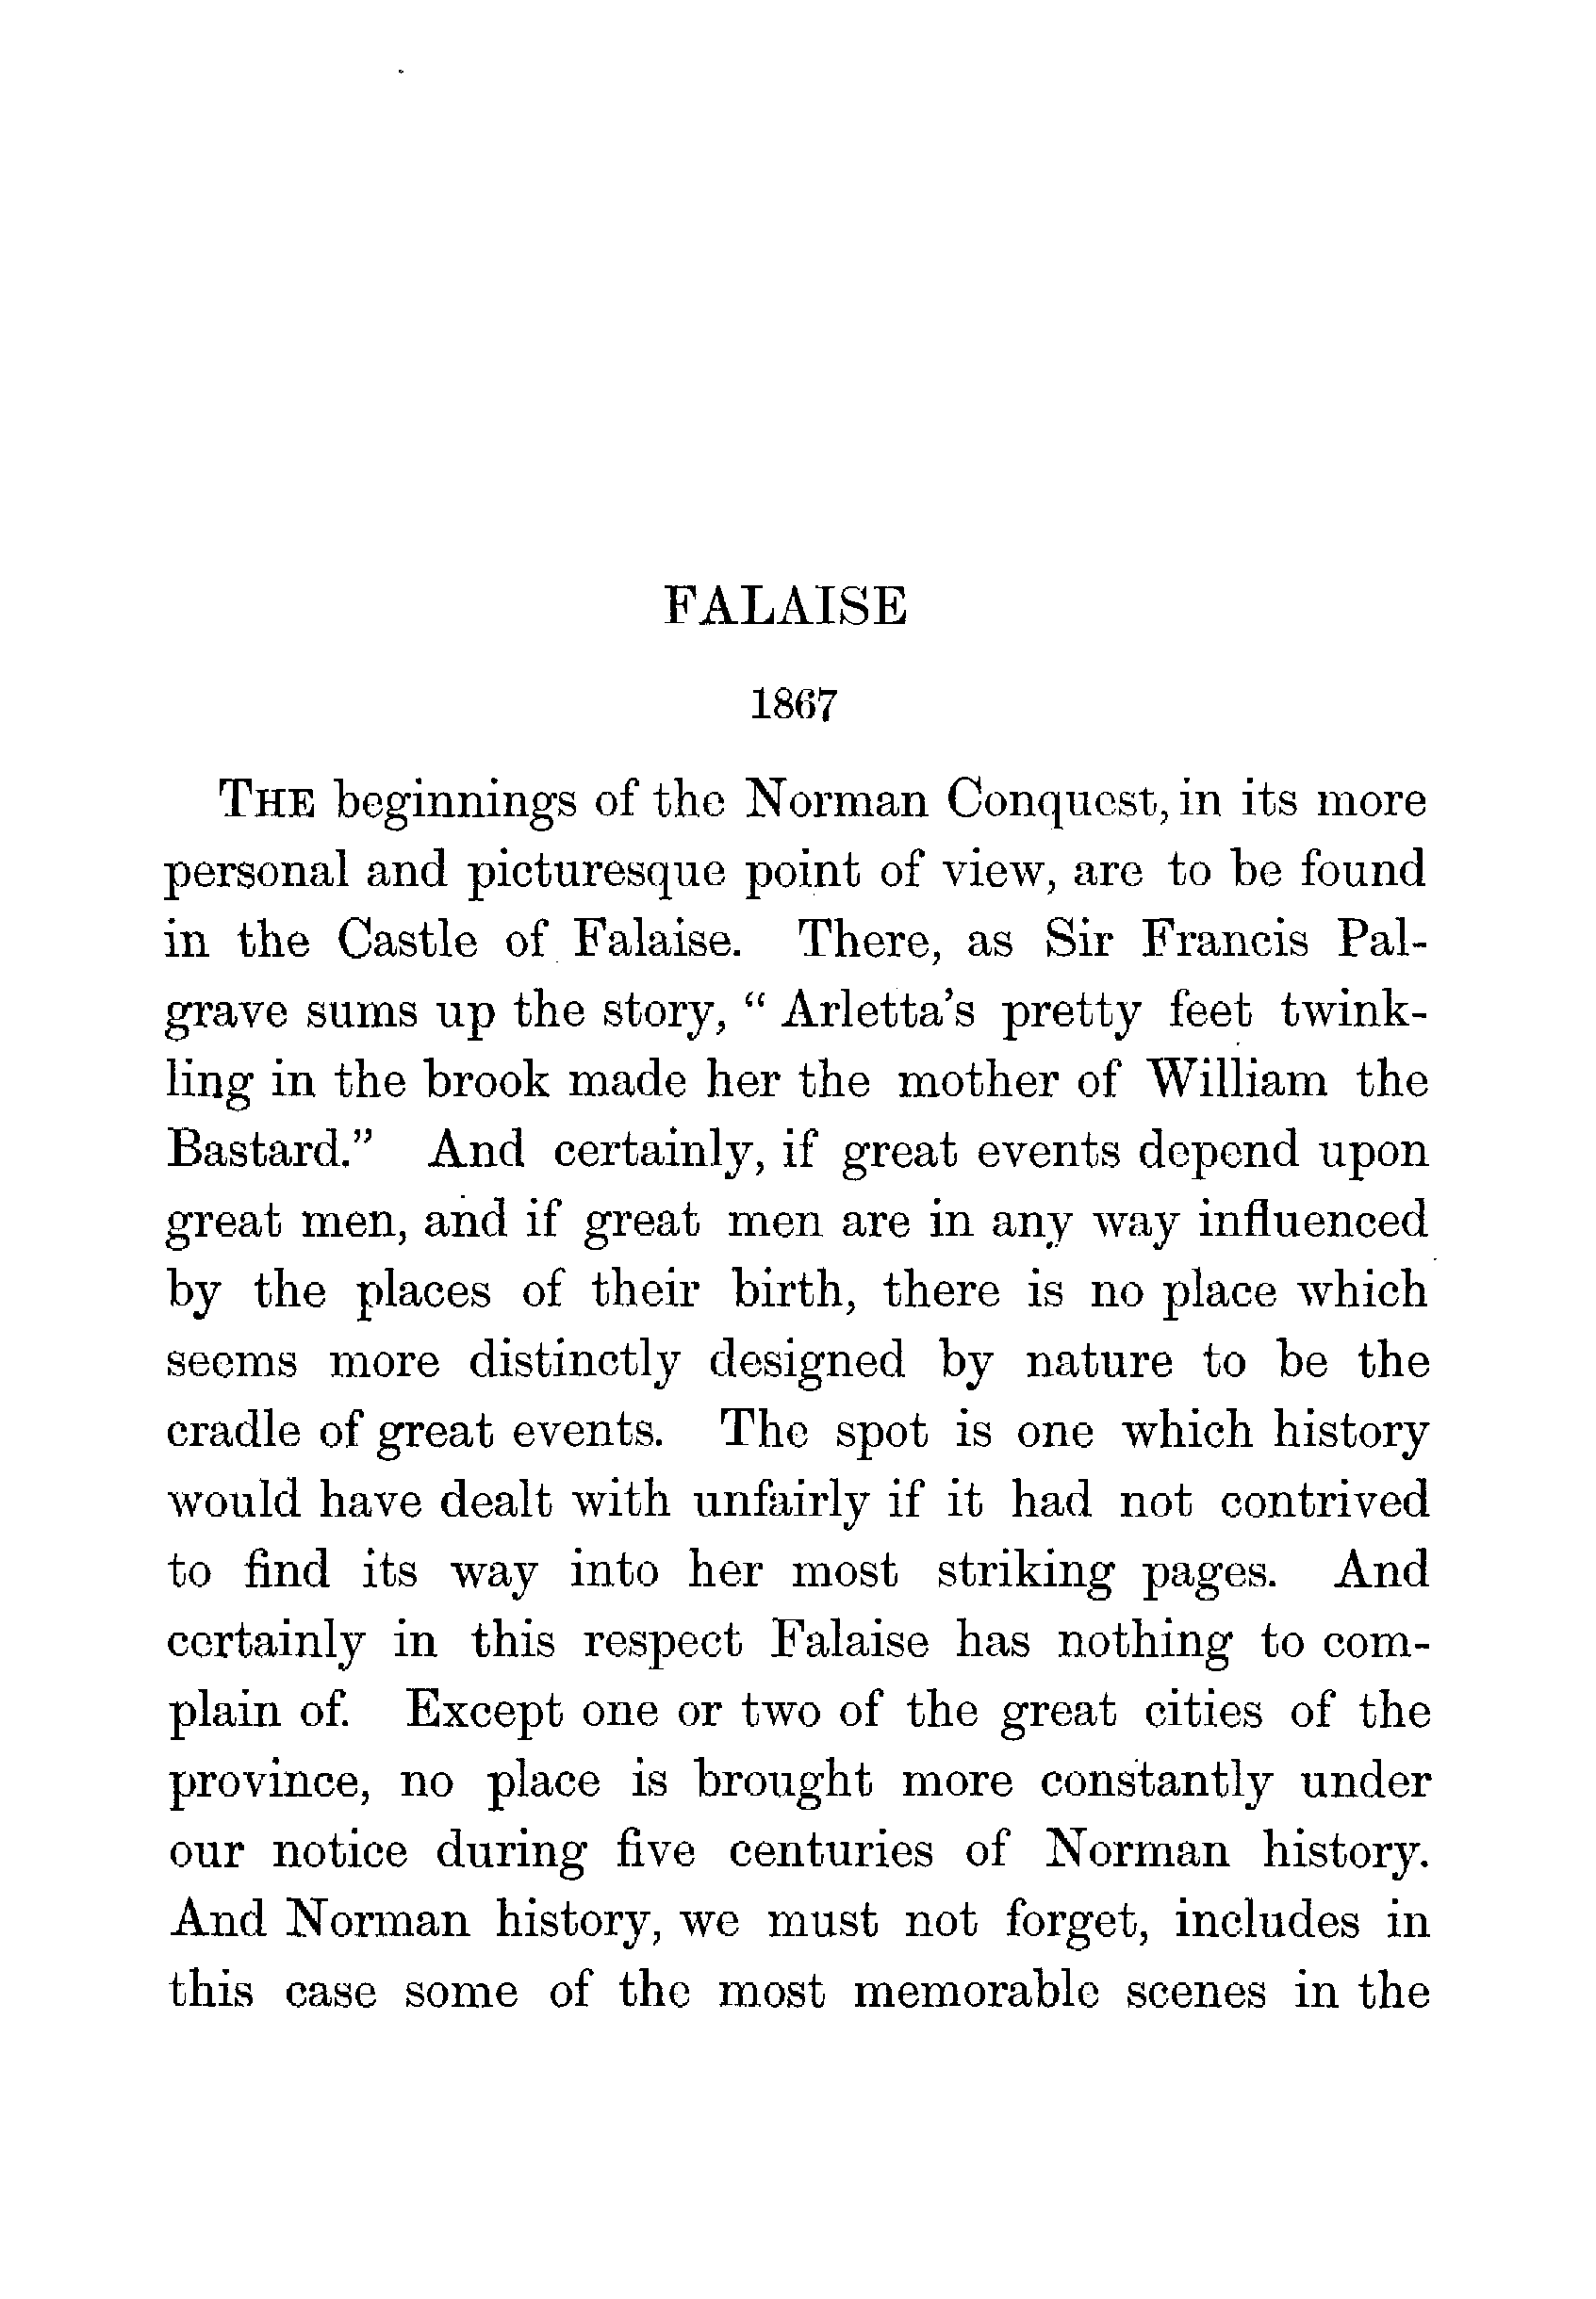 FALAISE
1867
THE beginnings of the Norman Conquest, in its more
personal and picturesque point of view, are to be found
in the Castle of Falaise. There, as Sir Francis Pal-
grave sums up the story, “ Arletta’s pretty feet twink-
ling in the brook made her the mother of William the
Bastard.” And certainly, if great events depend upon
great men, and if great men are in any way influenced
by the places of their birth, there is no place which
seems more distinctly designed by nature to be the
cradle of great events. The spot is one which history
would have dealt with unfairly if it had not contrived
to find its way into her most striking pages. And
certainly in this respect Falaise has nothing to com-
plain of. Except one or two of the great cities of the
province, no place is brought more constantly under
our notice during five centuries of Norman history.
And Norman history, we must not forget, includes in
this case some of the most memorable scenes in the